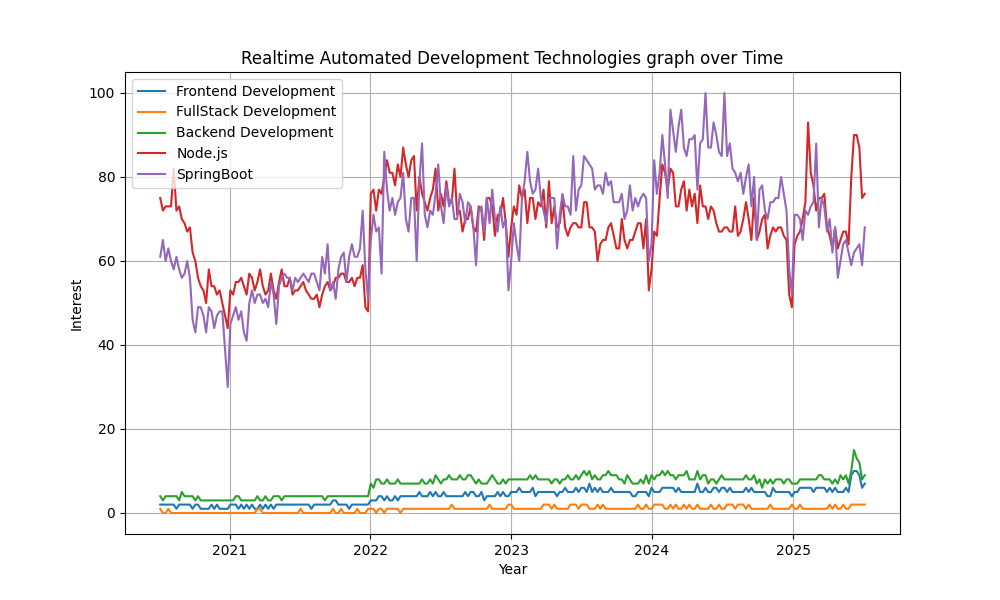 Realtime Automated Development Technologies graph over Time
Frontend Development
FullStack Development
Backend Development
Node.js
SpringBoot
100
80
60
40
20
0
Interest
2021 2022 2023 2024 2025
Year